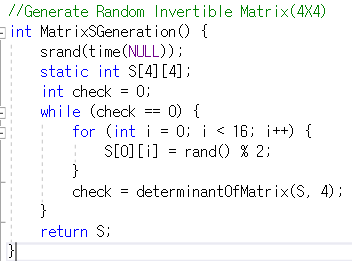 //Generate Random Invertible Matrix(4X4)
int MatrixSGeneration() {
srand(time(NULL));
static int S[4][4];
int check = 0;
while (check == 0) {
for (int i = 0; i < 16; i++) {
S[0][i] = rand() % 2;
}
check = determinantOfMatrix(S, 4);
}
return S;
}